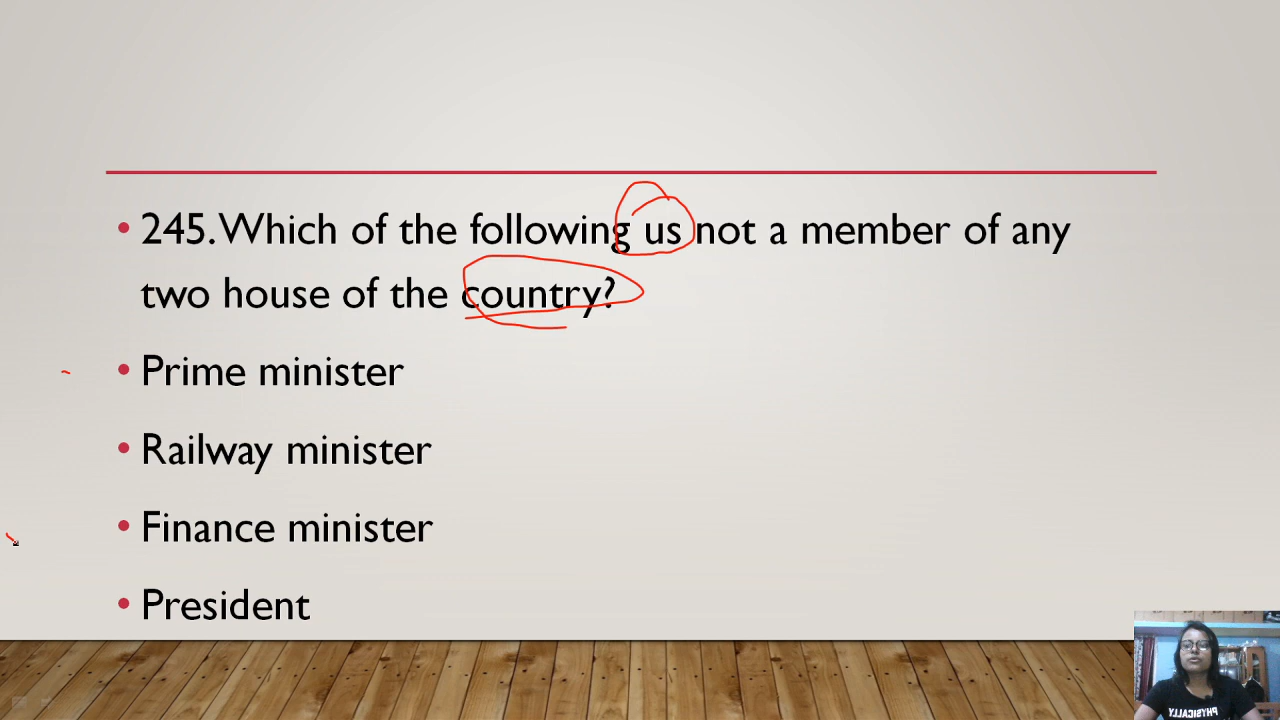 • 245. Which of the following us not a member of any
two house of the country?
• Prime minister
• Railway minister
• Finance minister
• President
PHYSICALLY